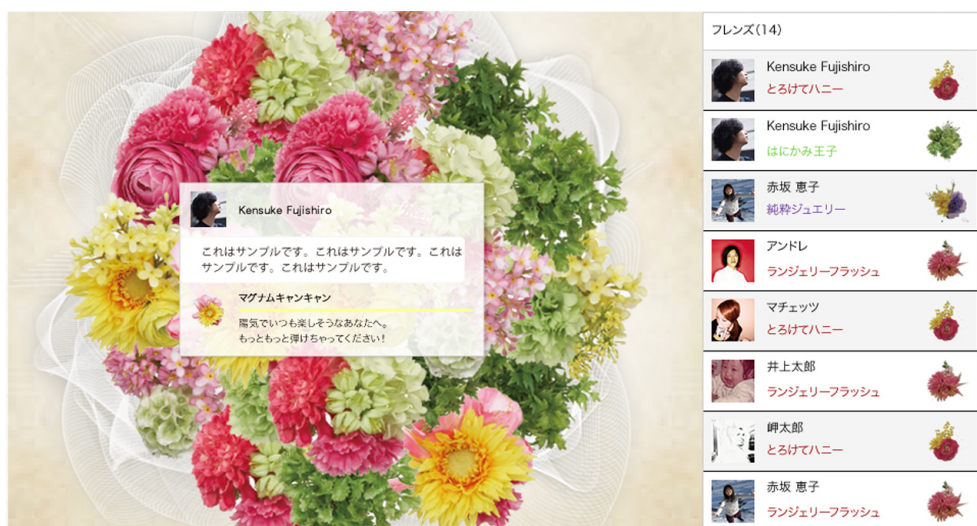 フレンズ(14)
Kensuke Fujishiro
とろけてハニー
Kensuke Fujishiro
はにかみ王子
赤坂 恵子
純粋ジュエリー
アンドレ
ランジェリーフラッシュ
マチェッツ
とろけてハニー
井上太郎
ランジェリーフラッシュ
岬太郎
とろけてハニー
赤坂 恵子
ランジェリーフラッシュ
Kensuke Fujishiro
これはサンプルです。これはサンプルです。これは
サンプルです。これはサンプルです。
マグナムキャンキャン
陽気でいつも楽しそうなあなたへ。
もっともっと弾けちゃってください!